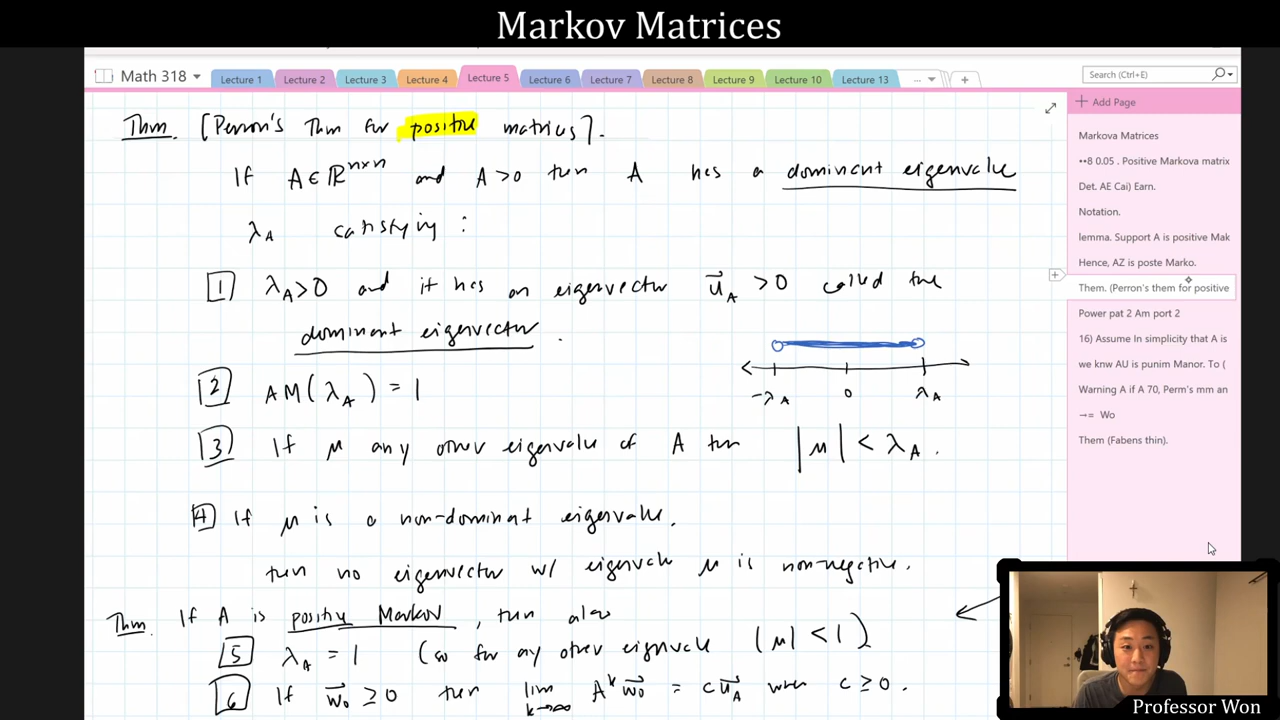 Markov Matrices
Math 318
Lecture 1 Lecture 2 Lecture 3 Lecture 4 Lecture 5 Lecture 6 Lecture 7 Lecture 8 Lecture 9 Lecture 10 Lecture 13 ...
Search (Ctrl+E)
Add Page
Markova Matrices
••8 0.05 . Positive Markova matrix
Det. AE Cai) Earn.
Notation.
lemma. Support A is positive Mak
Hence, AZ is poste Marko.
Them. (Perron's them for positive
Power pat 2 Am port 2
16) Assume In simplicity that A is
we knw AU is punim Manor. To (
Warning A if A 70, Perm's mm an
→= Wo
Them (Fabens thin).
Thm. [Perron's Thm for positive matrices].
If A ∈ ℝⁿˣⁿ and A>0 then A has a dominant eigenvalue
λ_A satisfying :
1 λ_A>0 and it has an eigenvector u⃗_A >0 called the
dominant eigenvector .
2 AM(λ_A) = 1
-λ_A 0 λ_A
3 If μ any other eigenvalue of A then |μ| < λ_A .
4 If μ is a non-dominant eigenvalue,
then no eigenvector w/ eigenvalue μ is non-negative.
Thm. If A is positive Markov , then also
5 λ_A = 1 (so for any other eigenvalue |μ| < 1)
6 If w⃗₀ ≥ 0 then lim k→∞ Aᵏ w⃗₀ = c u⃗_A where c ≥ 0 .
Professor Won